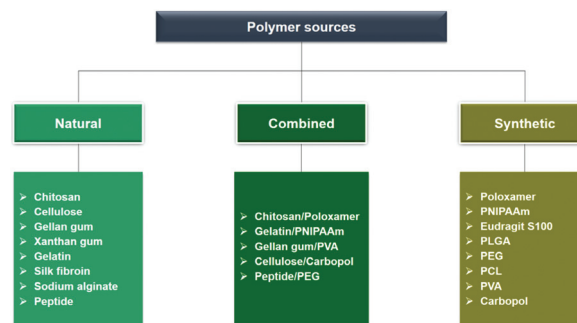 Polymer sources
Natural
Combined
Synthetic
➢ Chitosan
➢ Cellulose
➢ Gellan gum
➢ Xanthan gum
➢ Gelatin
➢ Silk fibroin
➢ Sodium alginate
➢ Peptide
➢ Chitosan/Poloxamer
➢ Gelatin/PNIPAAm
➢ Gellan gum/PVA
➢ Cellulose/Carbopol
➢ Peptide/PEG
➢ Poloxamer
➢ PNIPAAm
➢ Eudragit S100
➢ PLGA
➢ PEG
➢ PCL
➢ PVA
➢ Carbopol